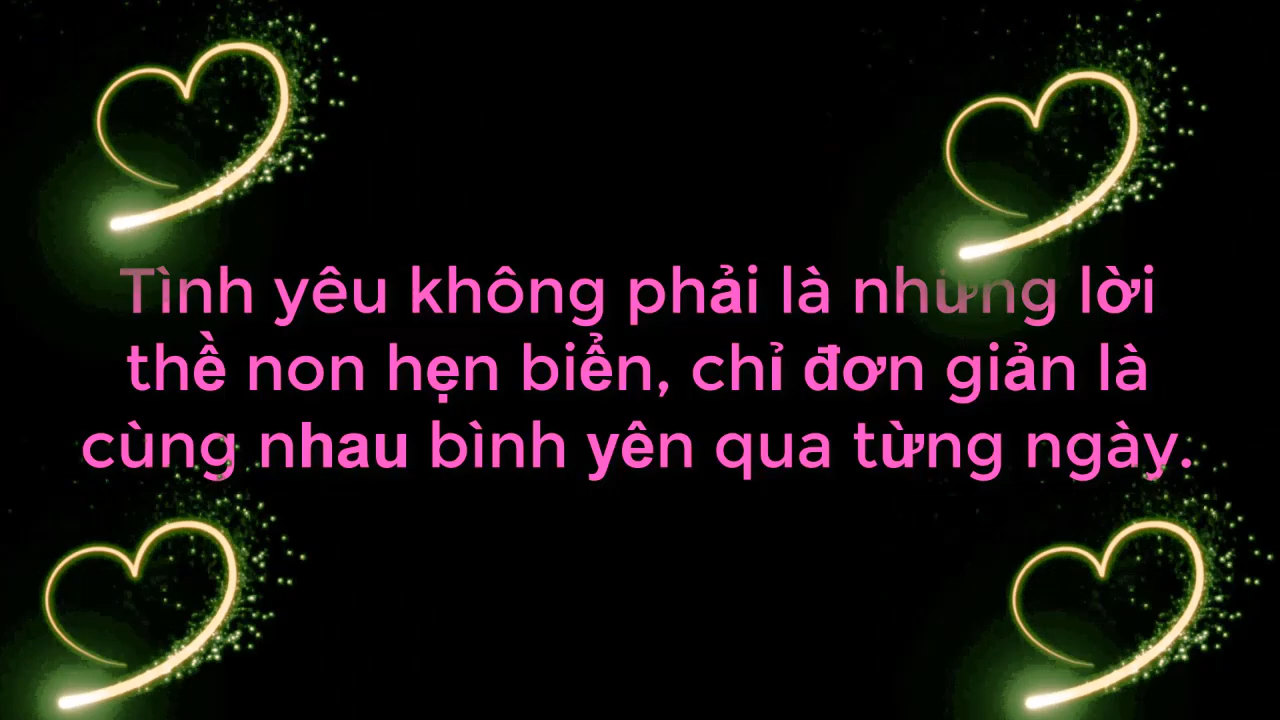 Tình yêu không phải là những lời
thề non hẹn biển, chỉ đơn giản là
cùng nhau bình yên qua từng ngày.